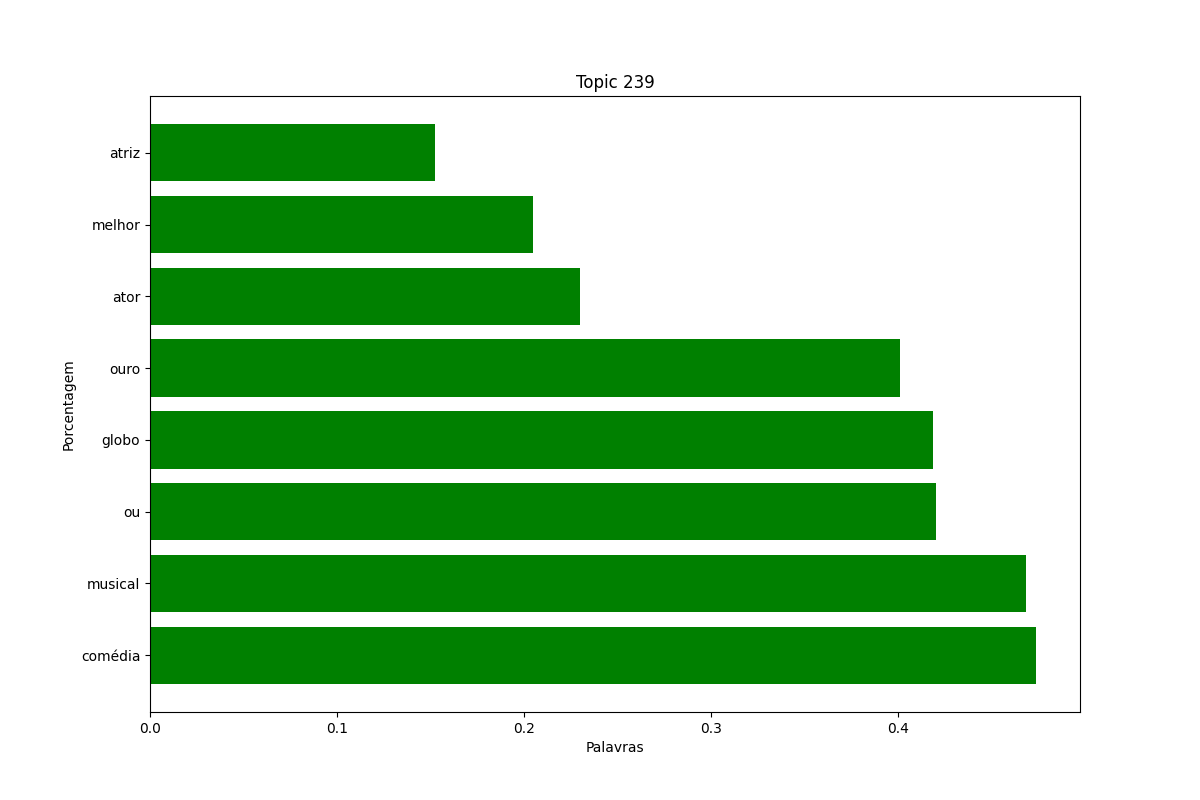 Topic 239
atriz
melhor
ator
ouro
globo
ou
musical
comédia
Porcentagem
0.0 0.1 0.2 0.3 0.4
Palavras